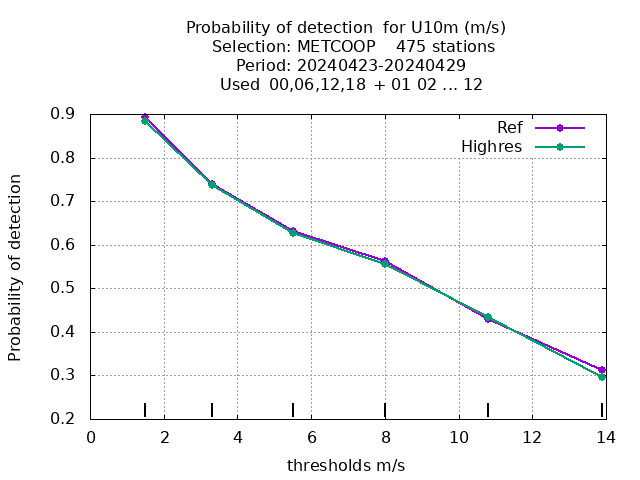 Probability of detection  for U10m (m/s)
Selection: METCOOP    475 stations
Period: 20240423-20240429
Used 00,06,12,18 + 01 02 ... 12
Ref
Highres
Probability of detection
0.9
0.8
0.7
0.6
0.5
0.4
0.3
0.2
0 2 4 6 8 10 12 14
thresholds m/s